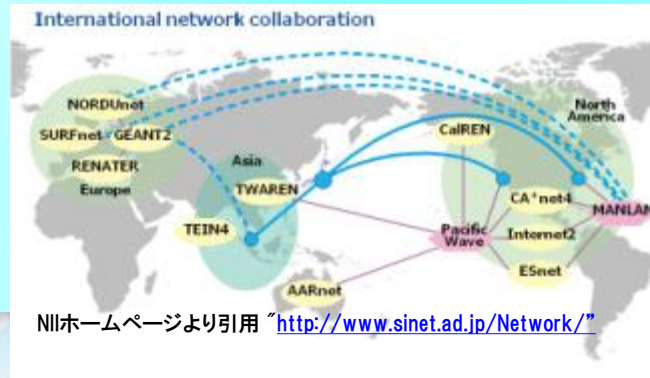 International network collaboration
NORDUnet
SURFnet GEANT2
RENATER
Europe
Asia
TWAREN
TEIN4
AARnet
CalREN
North
America
CA*net4
MANLAN
Pacific
Wave
Internet2
ESnet
NIIホームページより引用 "http://www.sinet.ad.jp/Network/"